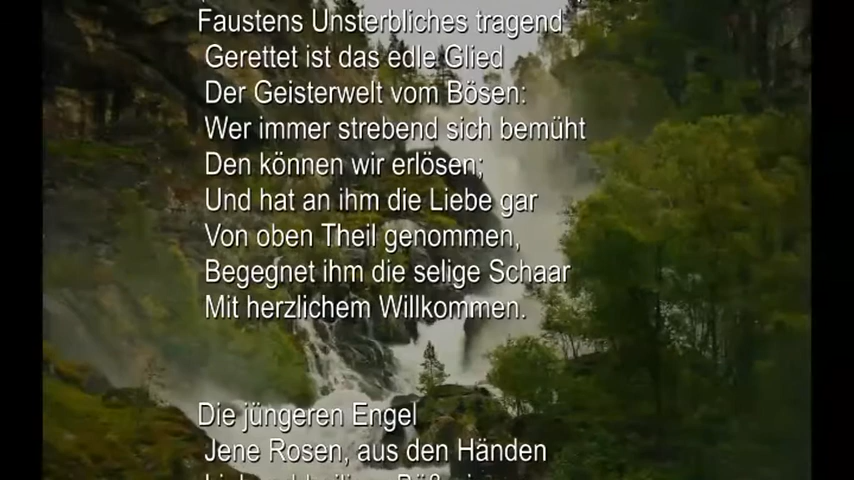 Faustens Unsterbliches tragend
Gerettet ist das edle Glied
Der Geisterwelt vom Bösen:
Wer immer strebend sich bemüht
Den können wir erlösen;
Und hat an ihm die Liebe gar
Von oben Theil genommen,
Begegnet ihm die selige Schaar
Mit herzlichem Willkommen.
Die jüngeren Engel
Jene Rosen, aus den Händen